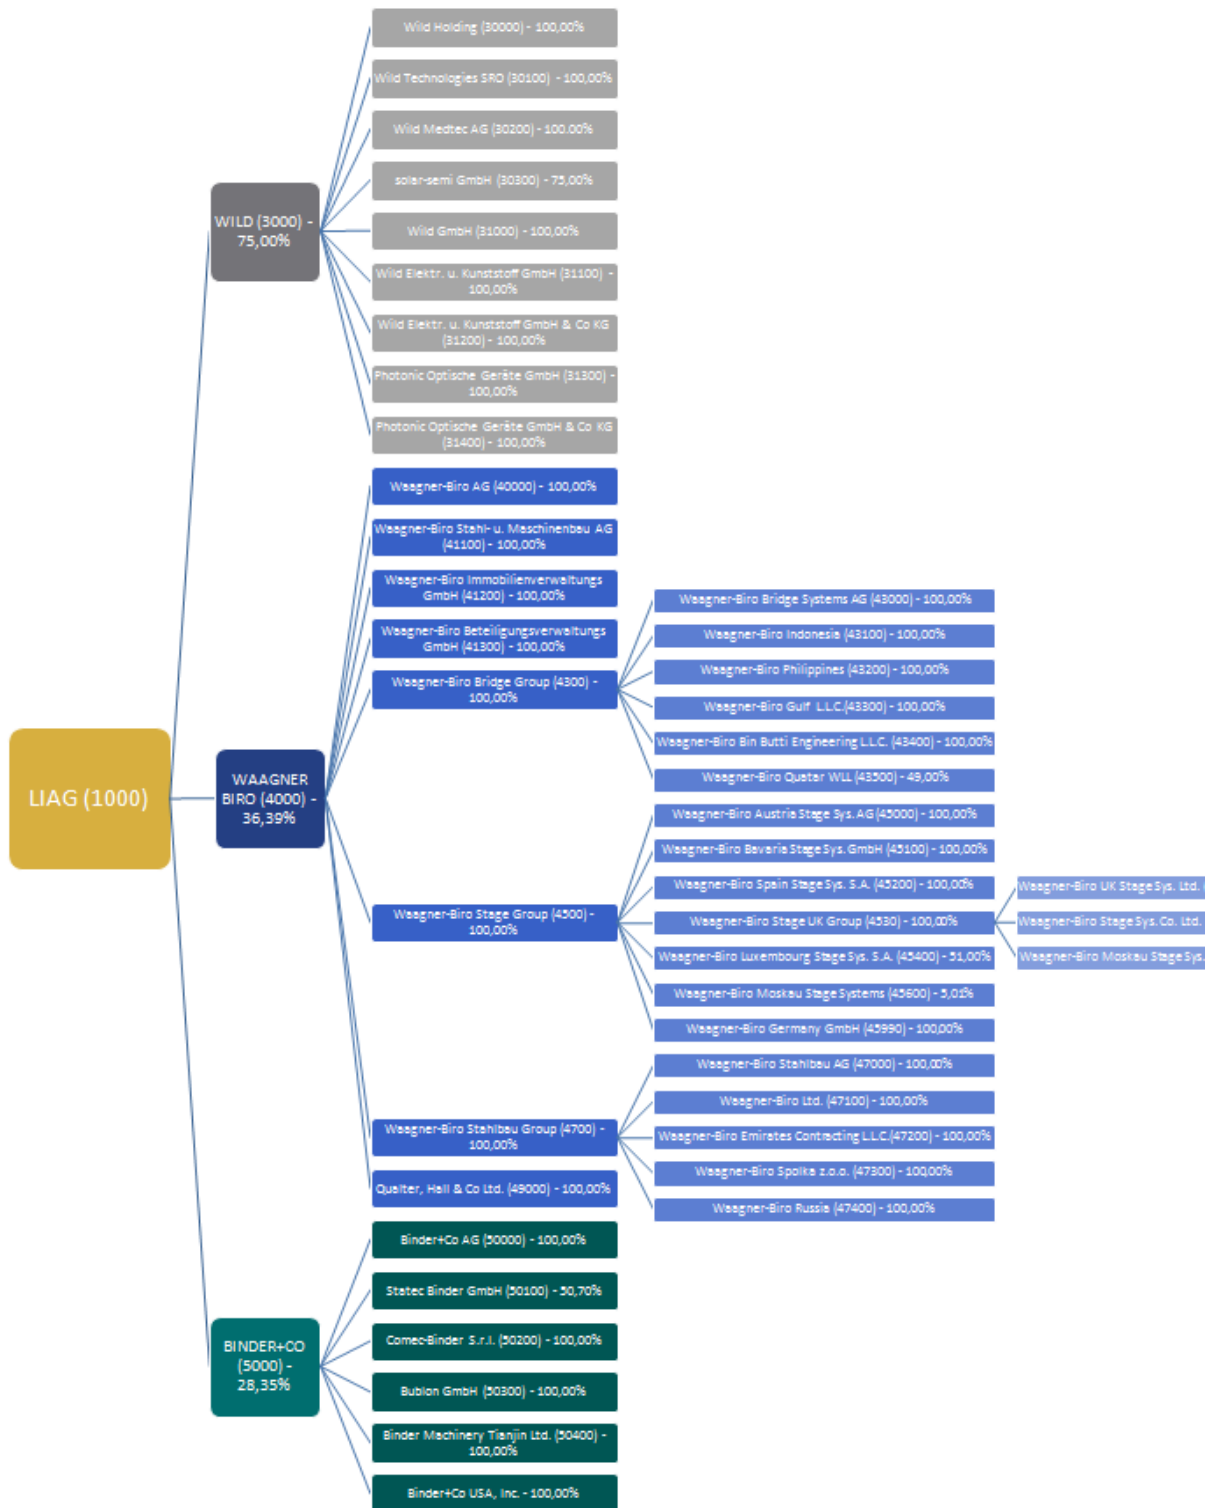 Wild Holding (30000) - 100,00%
Wild Technologies SRO (30100) - 100,00%
Wild Medtec AG (30200) - 100.00%
solar-semi GmbH (30300) - 75,00%
WILD (3000) -
75,00%
Wild GmbH (31000) - 100,00%
Wild Elektr. u. Kunststoff GmbH (31100) -
100,00%
Wild Elektr. u. Kunststoff GmbH & Co KG
(31200) - 100,00%
Photonic Optische Geräte GmbH (31300) -
100,00%
Photonic Optische Geräte GmbH & Co KG
(31400) - 100,00%
Waagner-Biro AG (40000) - 100,00%
Waagner-Biro Stahl- u. Maschinenbau AG
(41100) - 100,00%
Waagner-Biro Immobilienverwaltungs
GmbH (41200) - 100,00%
Waagner-Biro Beteiligungsverwaltungs
GmbH (41300) - 100,00%
Waagner-Biro Bridge Group (4300) -
100,00%
Waagner-Biro Bridge Systems AG (43000) - 100,00%
Waagner-Biro Indonesia (43100) - 100,00%
Waagner-Biro Philippines (43200) - 100,00%
Waagner-Biro Gulf L.L.C.(43300) - 100,00%
Waagner-Biro Bin Butti Engineering L.L.C. (43400) - 100,00%
Waagner-Biro Quatar WLL (43500) - 49,00%
LIAG (1000)
WAAGNER
BIRO (4000) -
36,39%
Waagner-Biro Stage Group (4500) -
100,00%
Waagner-Biro Austria Stage Sys. AG (45000) - 100,00%
Waagner-Biro Bavaria Stage Sys. GmbH (45100) - 100,00%
Waagner-Biro Spain Stage Sys. S.A. (45200) - 100,00%
Waagner-Biro Stage UK Group (4530) - 100,00%
Waagner-Biro UK Stage Sys. Ltd.
Waagner-Biro Stage Sys. Co. Ltd.
Waagner-Biro Moskau Stage Sys.
Waagner-Biro Luxembourg Stage Sys. S.A. (45400) - 51,00%
Waagner-Biro Moskau Stage Systems (45600) - 5,01%
Waagner-Biro Germany GmbH (45990) - 100,00%
Waagner-Biro Stahlbau Group (4700) -
100,00%
Waagner-Biro Stahlbau AG (47000) - 100,00%
Waagner-Biro Ltd. (47100) - 100,00%
Waagner-Biro Emirates Contracting L.L.C.(47200) - 100,00%
Waagner-Biro Spolka z.o.o. (47300) - 100,00%
Waagner-Biro Russia (47400) - 100,00%
Qualter, Hall & Co Ltd. (49000) - 100,00%
Binder+Co AG (50000) - 100,00%
Statec Binder GmbH (50100) - 50,70%
Comec-Binder S.r.l. (50200) - 100,00%
BINDER+CO
(5000) -
28,35%
Bublon GmbH (50300) - 100,00%
Binder Machinery Tianjin Ltd. (50400) -
100,00%
Binder+Co USA, Inc. - 100,00%